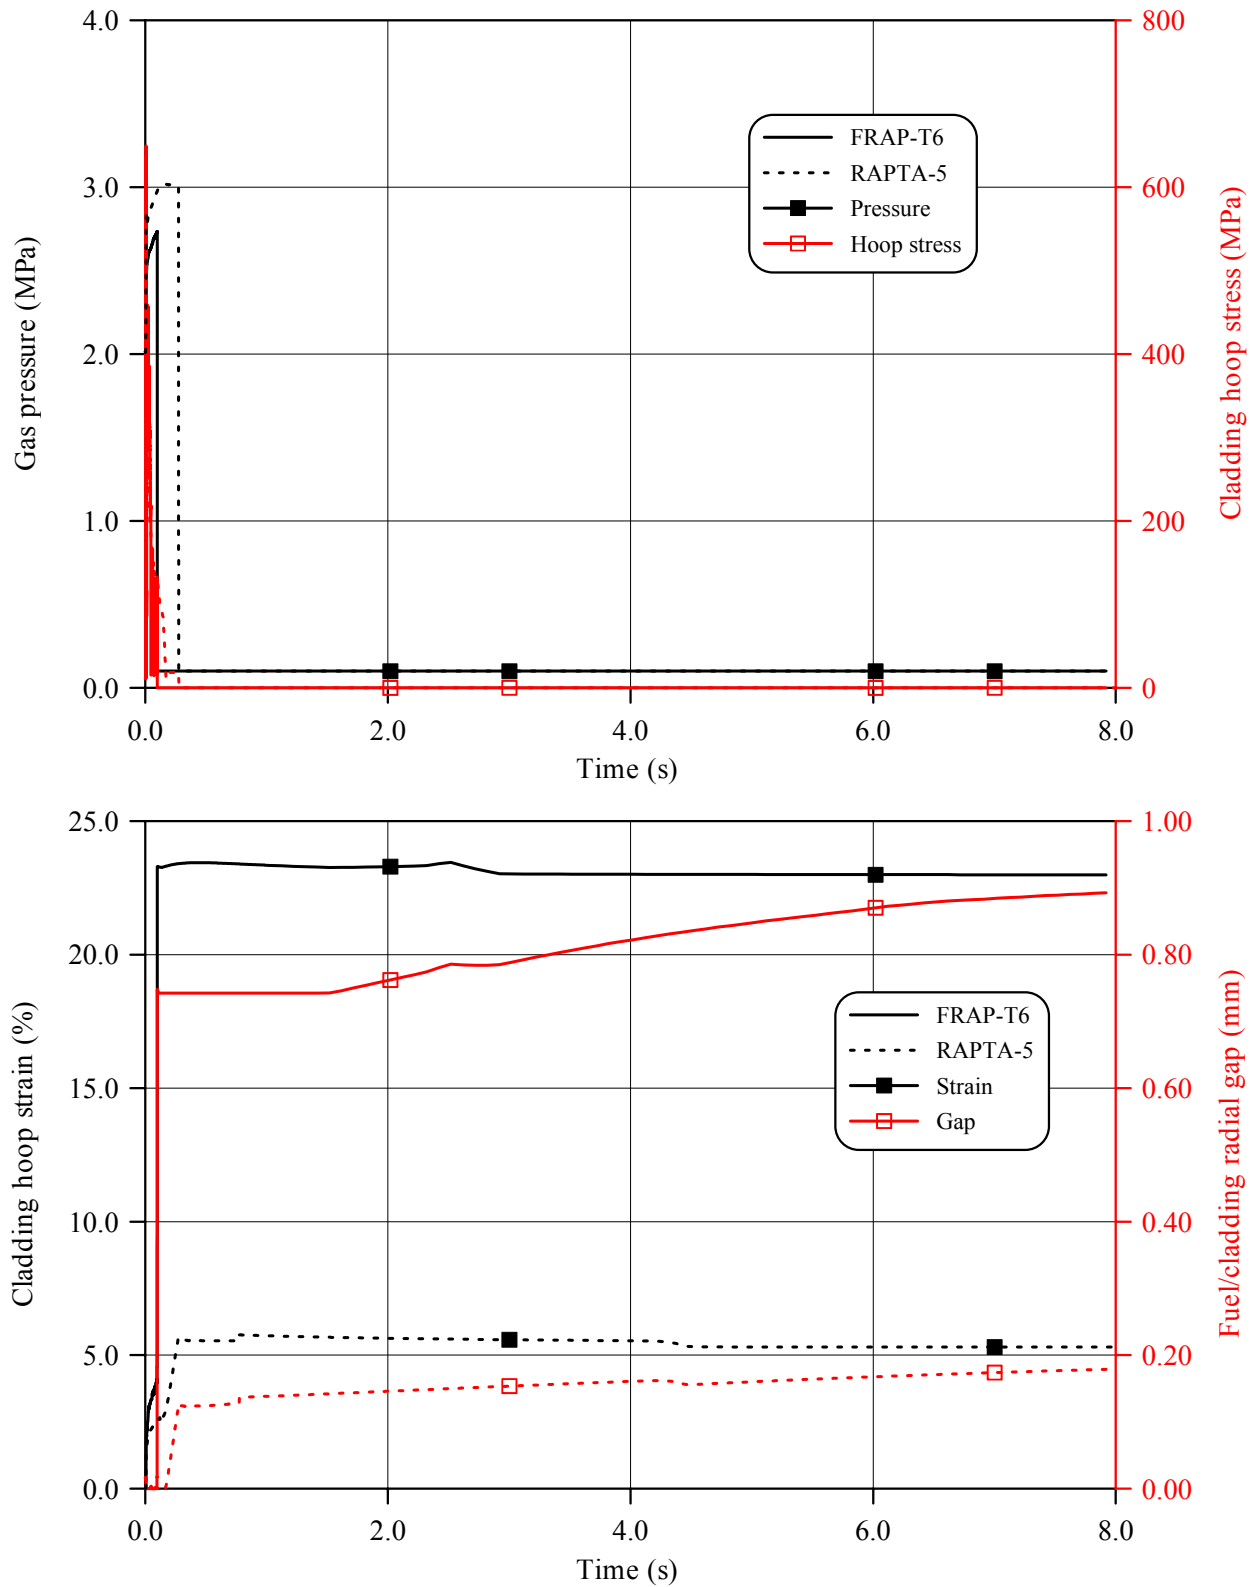 4.0
3.0
2.0
1.0
0.0
Gas pressure (MPa)
800
600
400
200
0
Cladding hoop stress (MPa)
FRAP-T6
RAPTA-5
Pressure
Hoop stress
0.0 2.0 4.0 6.0 8.0
Time (s)
25.0
20.0
15.0
10.0
5.0
0.0
Cladding hoop strain (%)
1.00
0.80
0.60
0.40
0.20
0.00
Fuel/cladding radial gap (mm)
FRAP-T6
RAPTA-5
Strain
Gap
0.0 2.0 4.0 6.0 8.0
Time (s)